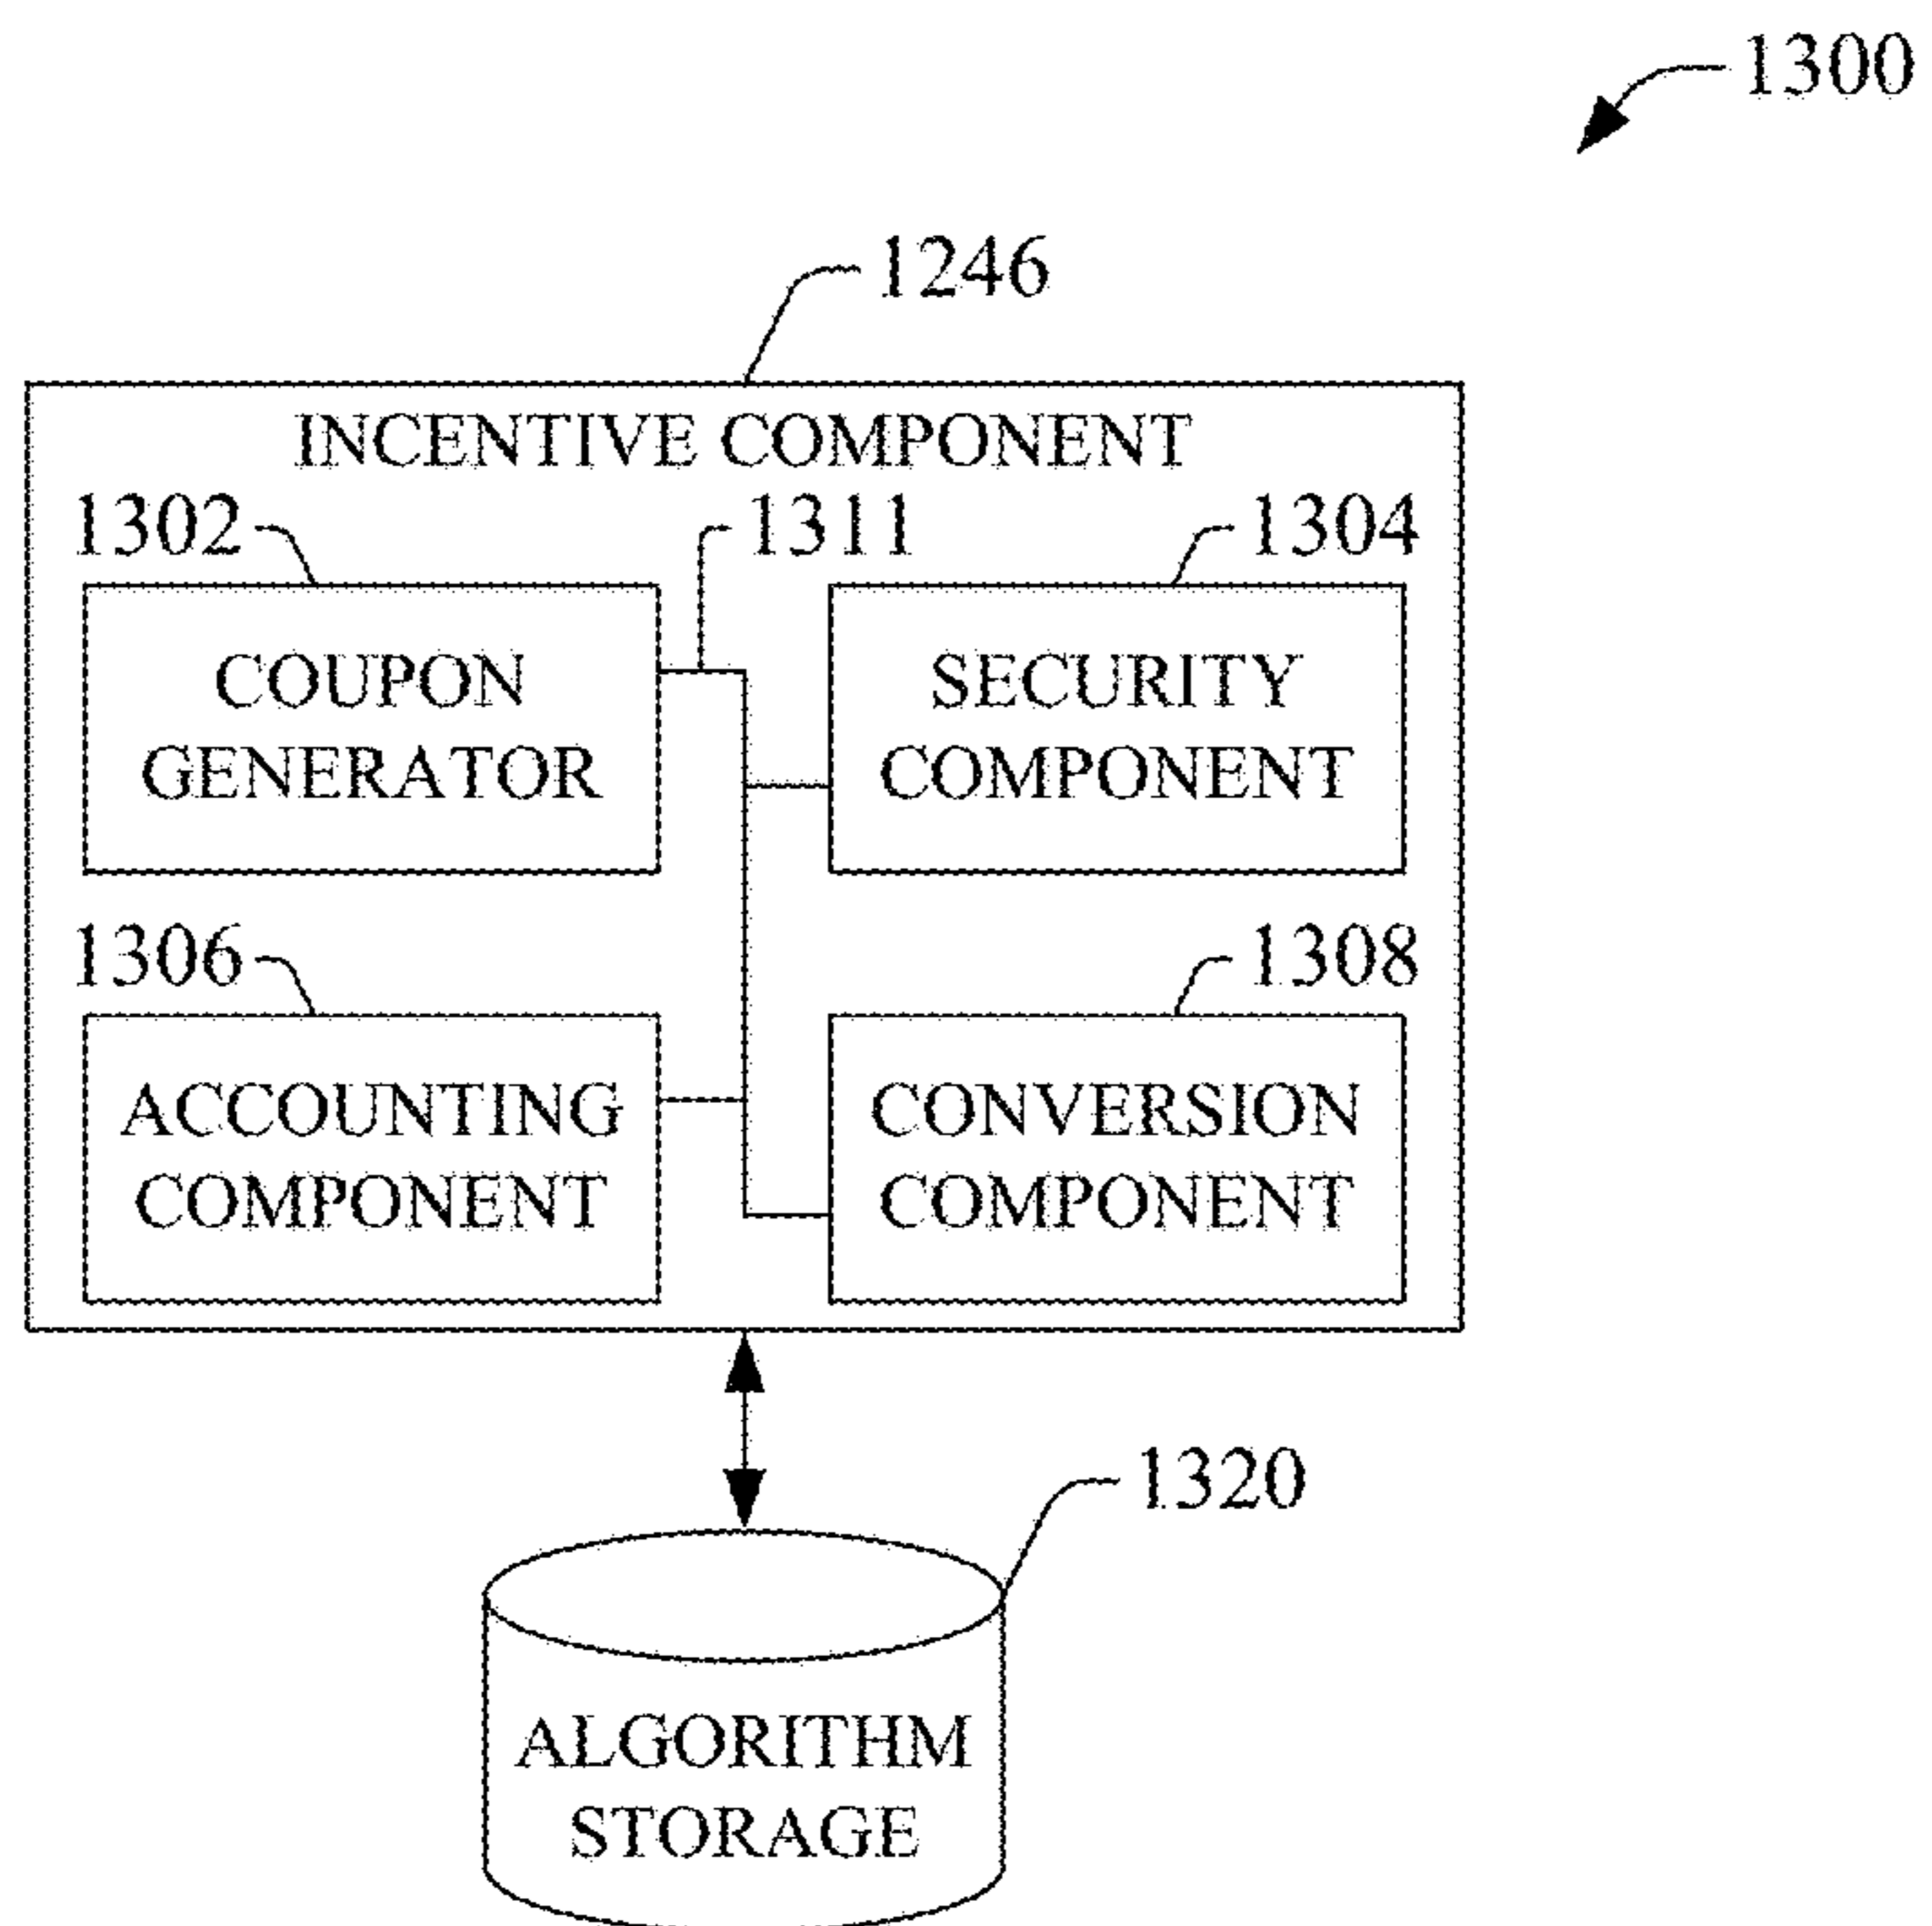 1300
1246
INCENTIVE COMPONENT
1302
1311
1304
COUPON
GENERATOR
SECURITY
COMPONENT
1306
1308
ACCOUNTING
COMPONENT
CONVERSION
COMPONENT
1320
ALGORITHM
STORAGE